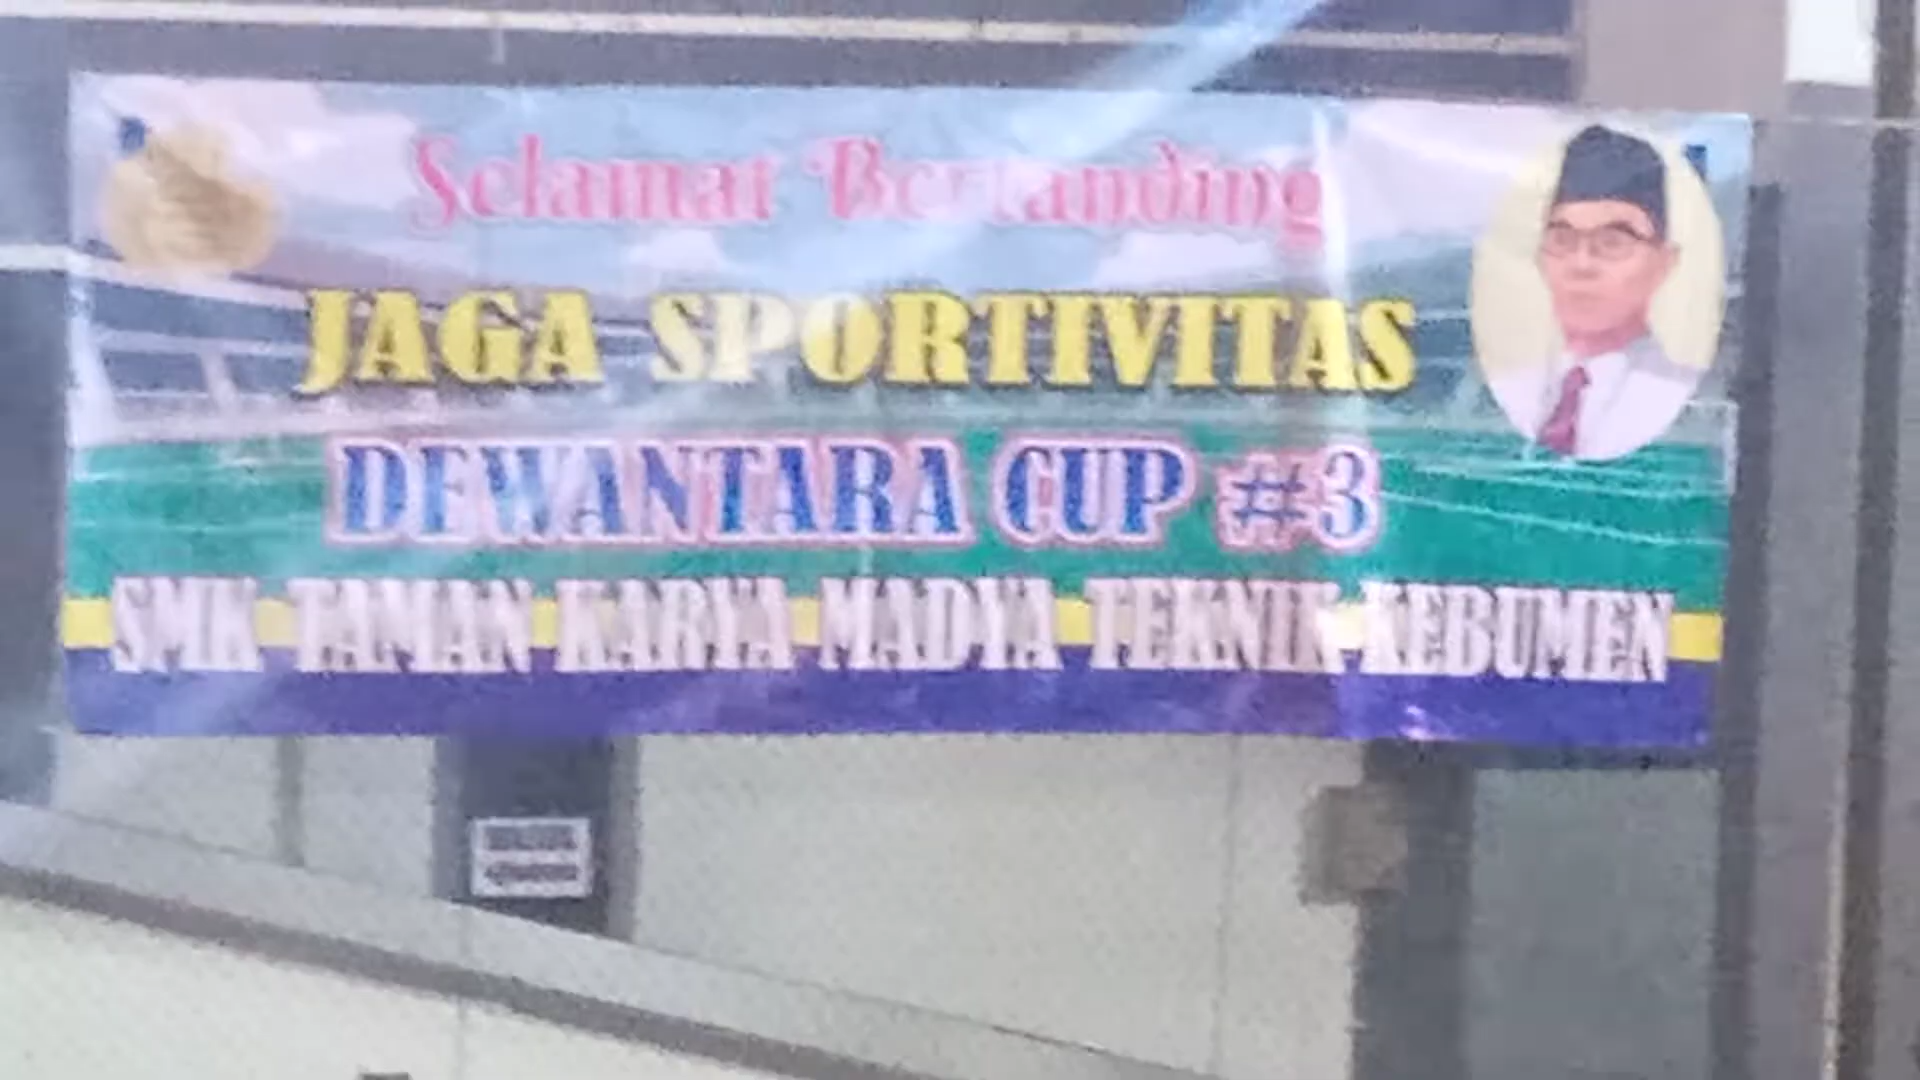 Selamat Bertanding
JAGA SPORTIVITAS
DEWANTARA CUP #3
SMK TAMAN KARYA MADYA TEKNIK KEBUMEN